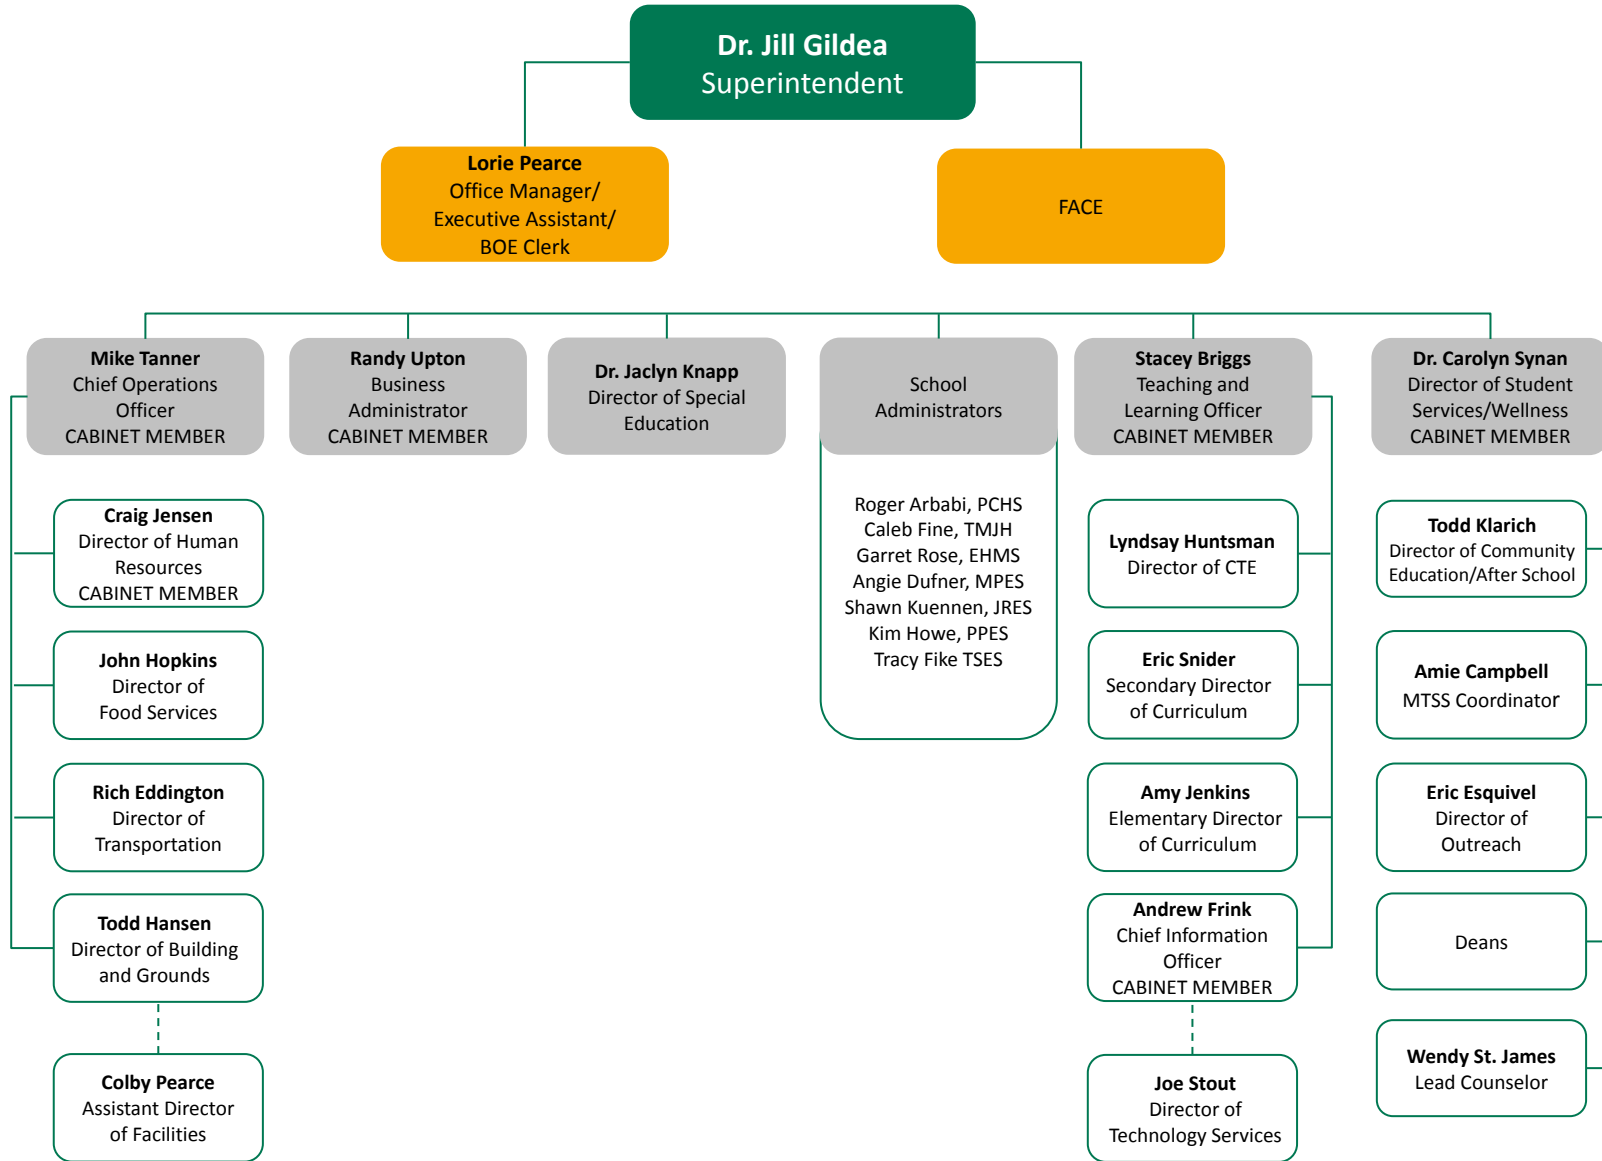 Dr. Jill Gildea
Superintendent
Lorie Pearce
Office Manager/
Executive Assistant/
BOE Clerk
FACE
Mike Tanner
Chief Operations
Officer
CABINET MEMBER
Randy Upton
Business
Administrator
CABINET MEMBER
Dr. Jaclyn Knapp
Director of Special
Education
School
Administrators
Stacey Briggs
Teaching and
Learning Officer
CABINET MEMBER
Dr. Carolyn Synan
Director of Student
Services/Wellness
CABINET MEMBER
Craig Jensen
Director of Human
Resources
CABINET MEMBER
John Hopkins
Director of
Food Services
Rich Eddington
Director of
Transportation
Todd Hansen
Director of Building
and Grounds
Colby Pearce
Assistant Director
of Facilities
Roger Arbabi, PCHS
Caleb Fine, TMJH
Garret Rose, EHMS
Angie Dufner, MPES
Shawn Kuennen, JRES
Kim Howe, PPES
Tracy Fike TSES
Lyndsay Huntsman
Director of CTE
Eric Snider
Secondary Director
of Curriculum
Amy Jenkins
Elementary Director
of Curriculum
Andrew Frink
Chief Information
Officer
CABINET MEMBER
Joe Stout
Director of
Technology Services
Todd Klarich
Director of Community
Education/After School
Amie Campbell
MTSS Coordinator
Eric Esquivel
Director of
Outreach
Deans
Wendy St. James
Lead Counselor